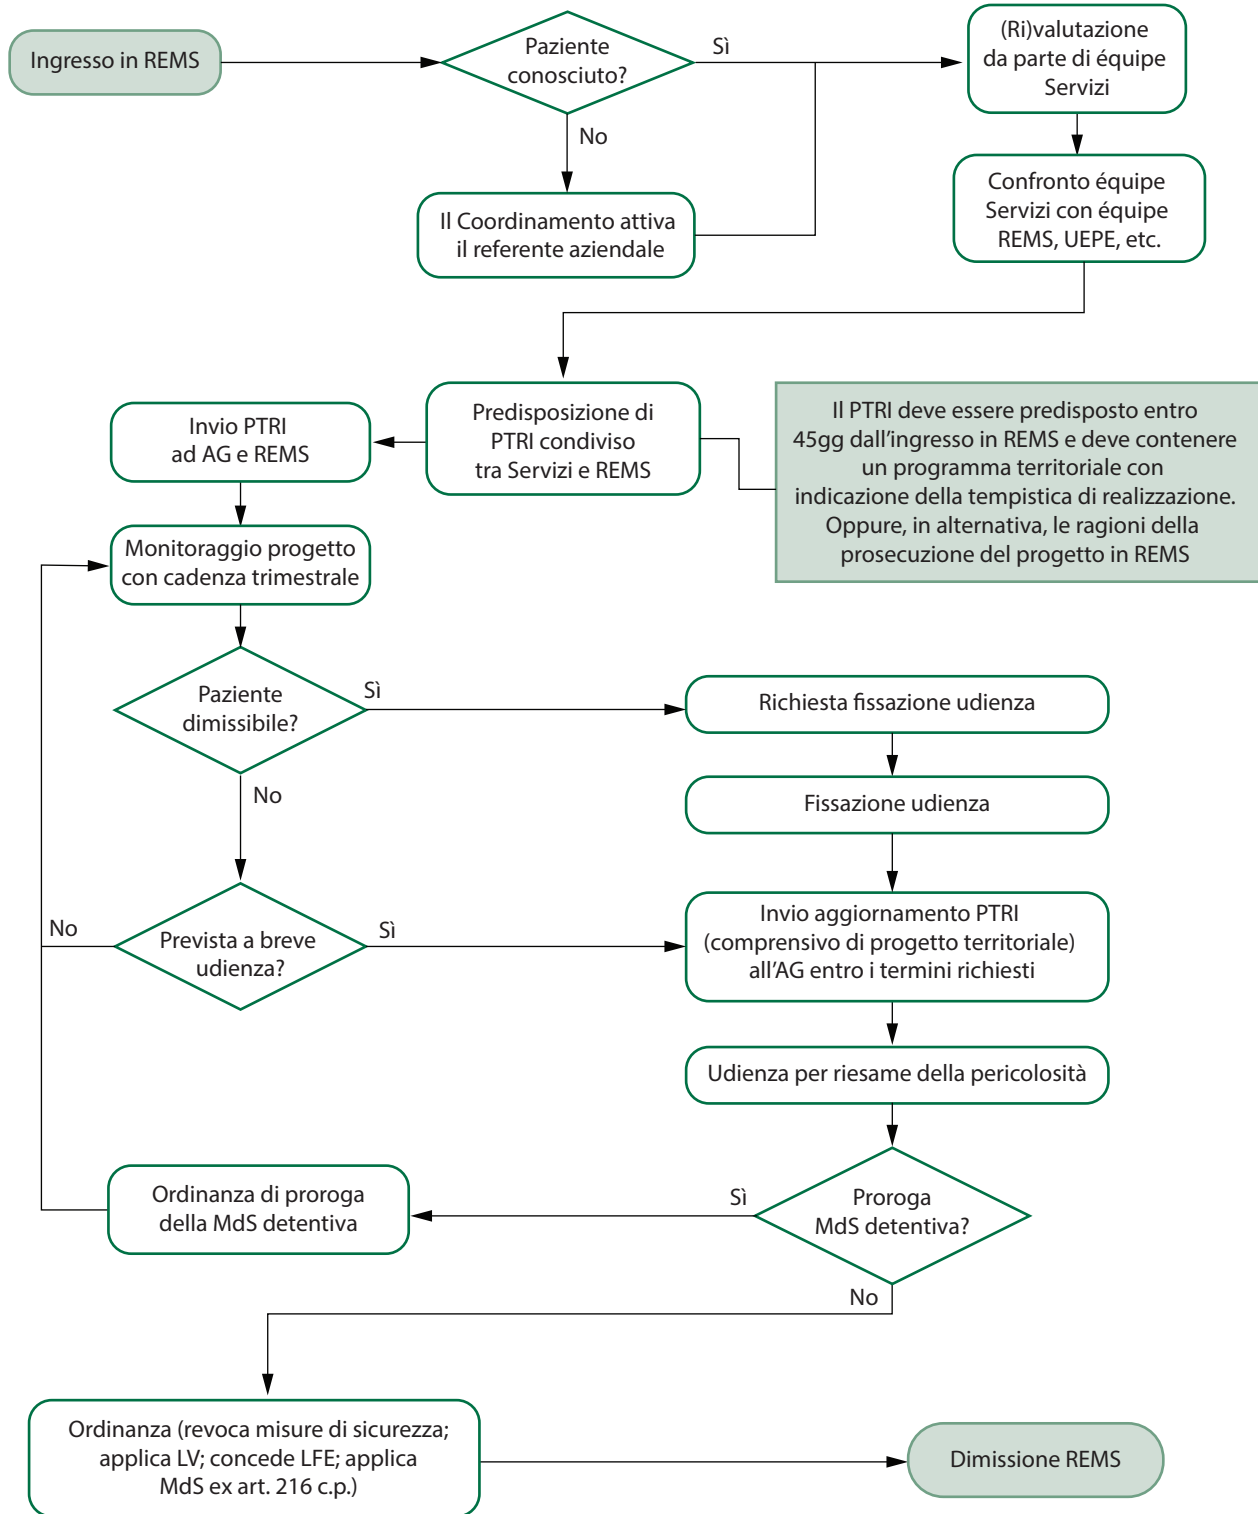 Ingresso in REMS
Paziente
conosciuto?
Sì
(Ri)valutazione
da parte di équipe
Servizi
No
Il Coordinamento attiva
il referente aziendale
Confronto équipe
Servizi con équipe
REMS, UEPE, etc.
Predisposizione di
PTRI condiviso
tra Servizi e REMS
Il PTRI deve essere predisposto entro
45gg dall'ingresso in REMS e deve contenere
un programma territoriale con
indicazione della tempistica di realizzazione.
Oppure, in alternativa, le ragioni della
prosecuzione del progetto in REMS
Invio PTRI
ad AG e REMS
Monitoraggio progetto
con cadenza trimestrale
Paziente
dimissibile?
Sì
Richiesta fissazione udienza
No
Fissazione udienza
Prevista a breve
udienza?
No
Sì
Invio aggiornamento PTRI
(comprensivo di progetto territoriale)
all'AG entro i termini richiesti
Udienza per riesame della pericolosità
Proroga
MdS detentiva?
Sì
Ordinanza di proroga
della MdS detentiva
No
Ordinanza (revoca misure di sicurezza;
applica LV; concede LFE; applica
MdS ex art. 216 c.p.)
Dimissione REMS